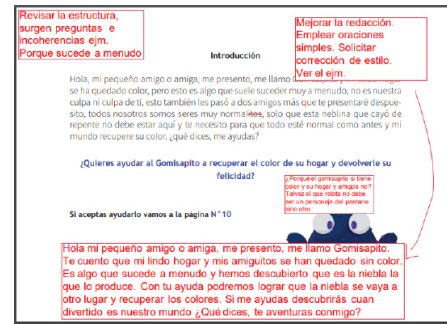 Revisar la estructura,
surgen preguntas e
incoherencias ejm.
Porque sucede a menudo
Mejorar la redacción.
Emplear oraciones
simples. Solicitar
corrección de estilo.
Ver el ejm.
Introducción
Hola, mi pequeño amigo o amiga, me presento, me llamo
se ha quedado color, pero esto es algo que suele suceder muy a menudo, no es nuestra
culpa ni culpa de ti, esto también les pasó a dos amigos más que te presentaré despue-
sito, todos nosotros somos seres muy normalitos, solo que esta neblina que cayó de
repente no debe estar aquí y te necesito para que todo esté normal como antes y mi
mundo recupere su color, ¿qué dices, me ayudas?
¿Quieres ayudar al Gomisapito a recuperar el color de su hogar y devolverle su
felicidad?
¿Porqué el gomisapito si tiene
color y su hogar y amigos no?
Talvez el que relata no debe
ser un personaje del pantano
sino otro.
Si aceptas ayudarlo vamos a la página N°10
Hola mi pequeño amigo o amiga, me presento, me llamo Gomisapito.
Te cuento que mi lindo hogar y mis amiguitos se han quedado sin color.
Es algo que sucede a menudo y hemos descubierto que es la niebla la
que lo produce. Con tu ayuda podremos lograr que la niebla se vaya a
otro lugar y recuperar los colores. Si me ayudas descubrirás cuan
divertido es nuestro mundo ¿Qué dices, te aventuras conmigo?